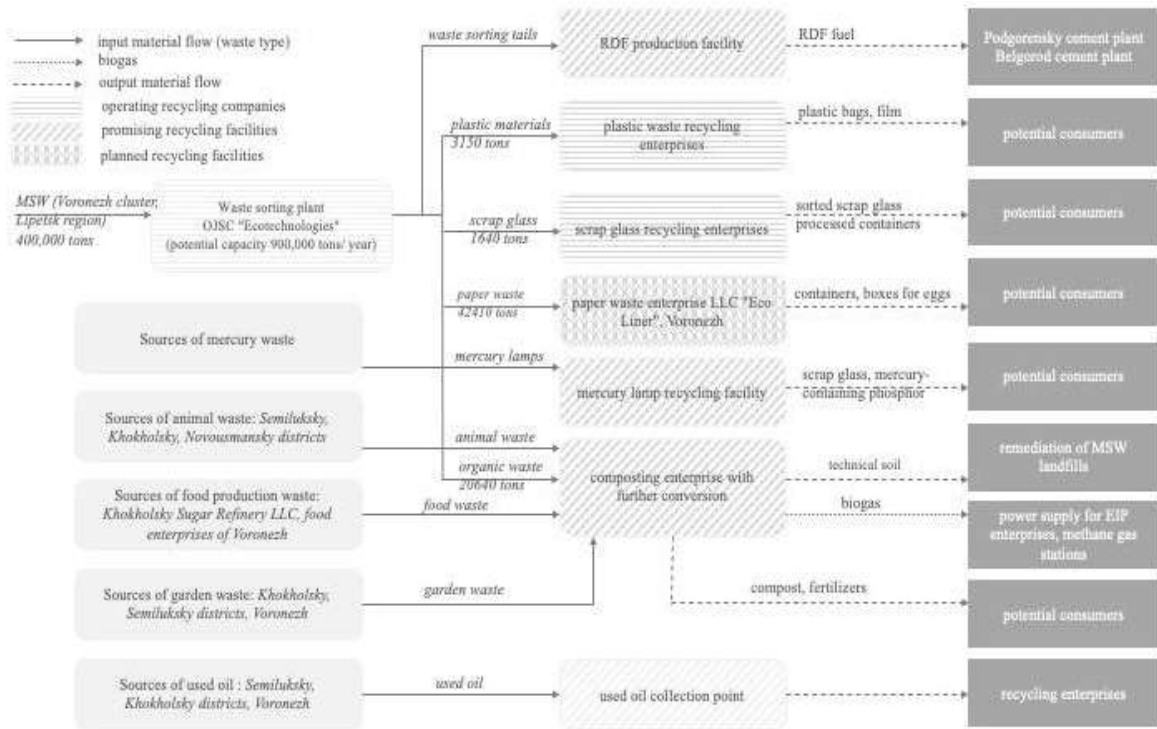 input material flow (waste type)
biogas
output material flow
operating recycling companies
promising recycling facilities
planned recycling facilities
MSW (Voronezh cluster,
Lipetsk region)
400,000 tons
Waste sorting plant
OJSC "Ecotechnologies"
(potential capacity 900,000 tons/ year)
waste sorting tails
RDF production facility
RDF fuel
Podgorensky cement plant
Belgorod cement plant
plastic materials
3150 tons
plastic waste recycling
enterprises
plastic bags, film
potential consumers
scrap glass
1640 tons
scrap glass recycling enterprises
sorted scrap glass
processed containers
potential consumers
paper waste
42410 tons
paper waste enterprise LLC "Eco
Liner", Voronezh
containers, boxes for eggs
potential consumers
Sources of mercury waste
mercury lamps
mercury lamp recycling facility
scrap glass, mercury-
containing phosphor
potential consumers
Sources of animal waste: Semiluksky,
Khokholsky, Novousmansky districts
animal waste
organic waste
20640 tons
composting enterprise with
further conversion
technical soil
remediation of MSW
landfills
Sources of food production waste:
Khokholsky Sugar Refinery LLC, food
enterprises of Voronezh
food waste
biogas
power supply for EIP
enterprises, methane gas
stations
Sources of garden waste: Khokholsky,
Semiluksky districts, Voronezh
garden waste
compost, fertilizers
potential consumers
Sources of used oil : Semiluksky,
Khokholsky districts, Voronezh
used oil
used oil collection point
recycling enterprises